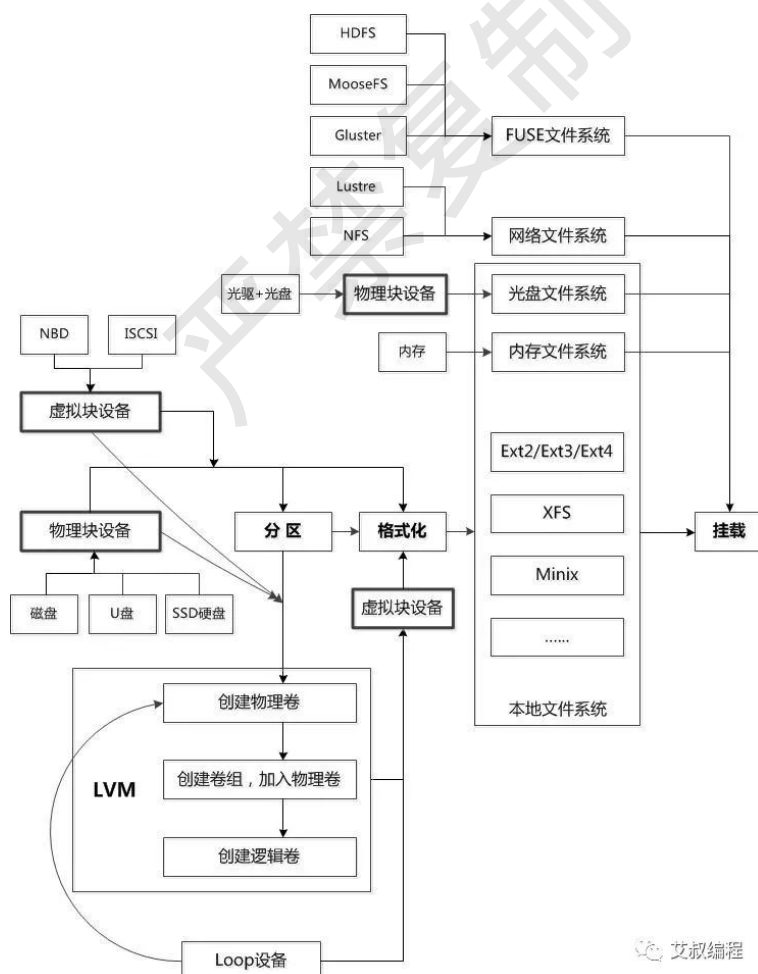 HDFS
MooseFS
Gluster
FUSE文件系统
Lustre
NFS
网络文件系统
光驱+光盘
物理块设备
光盘文件系统
NBD
ISCSI
内存
内存文件系统
虚拟块设备
Ext2/Ext3/Ext4
物理块设备
分区
格式化
XFS
挂载
Minix
磁盘
U盘
SSD硬盘
虚拟块设备
......
创建物理卷
本地文件系统
LVM
创建卷组，加入物理卷
创建逻辑卷
Loop设备
艾叔编程
严禁复制